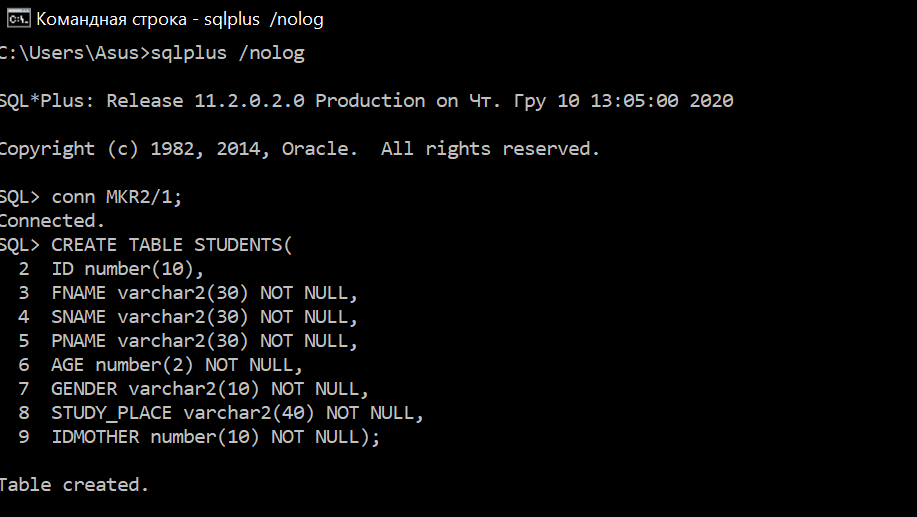 Командная строка - sqlplus /nolog
C:\Users\Asus>sqlplus /nolog
SQL*Plus: Release 11.2.0.2.0 Production on Чт. Гру 10 13:05:00 2020
Copyright (c) 1982, 2014, Oracle.  All rights reserved.
SQL> conn MKR2/1;
Connected.
SQL> CREATE TABLE STUDENTS(
  2  ID number(10),
  3  FNAME varchar2(30) NOT NULL,
  4  SNAME varchar2(30) NOT NULL,
  5  PNAME varchar2(30) NOT NULL,
  6  AGE number(2) NOT NULL,
  7  GENDER varchar2(10) NOT NULL,
  8  STUDY_PLACE varchar2(40) NOT NULL,
  9  IDMOTHER number(10) NOT NULL);
Table created.